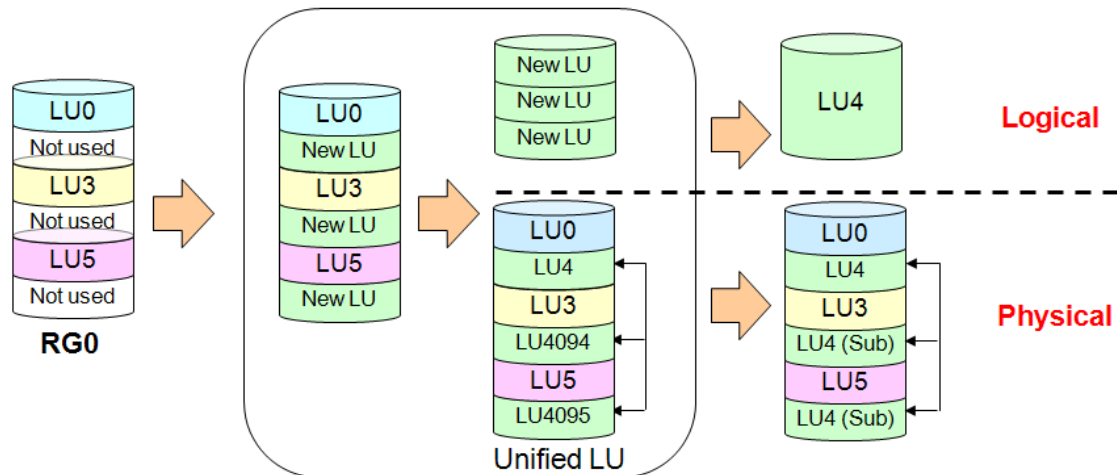 LU0
Not used
LU3
Not used
LU5
Not used
RG0
LU0
New LU
LU3
New LU
LU5
New LU
New LU
New LU
New LU
LU0
LU4
LU3
LU4094
LU5
LU4095
Unified LU
LU4
Logical
LU0
LU4
LU3
LU4 (Sub)
LU5
LU4 (Sub)
Physical